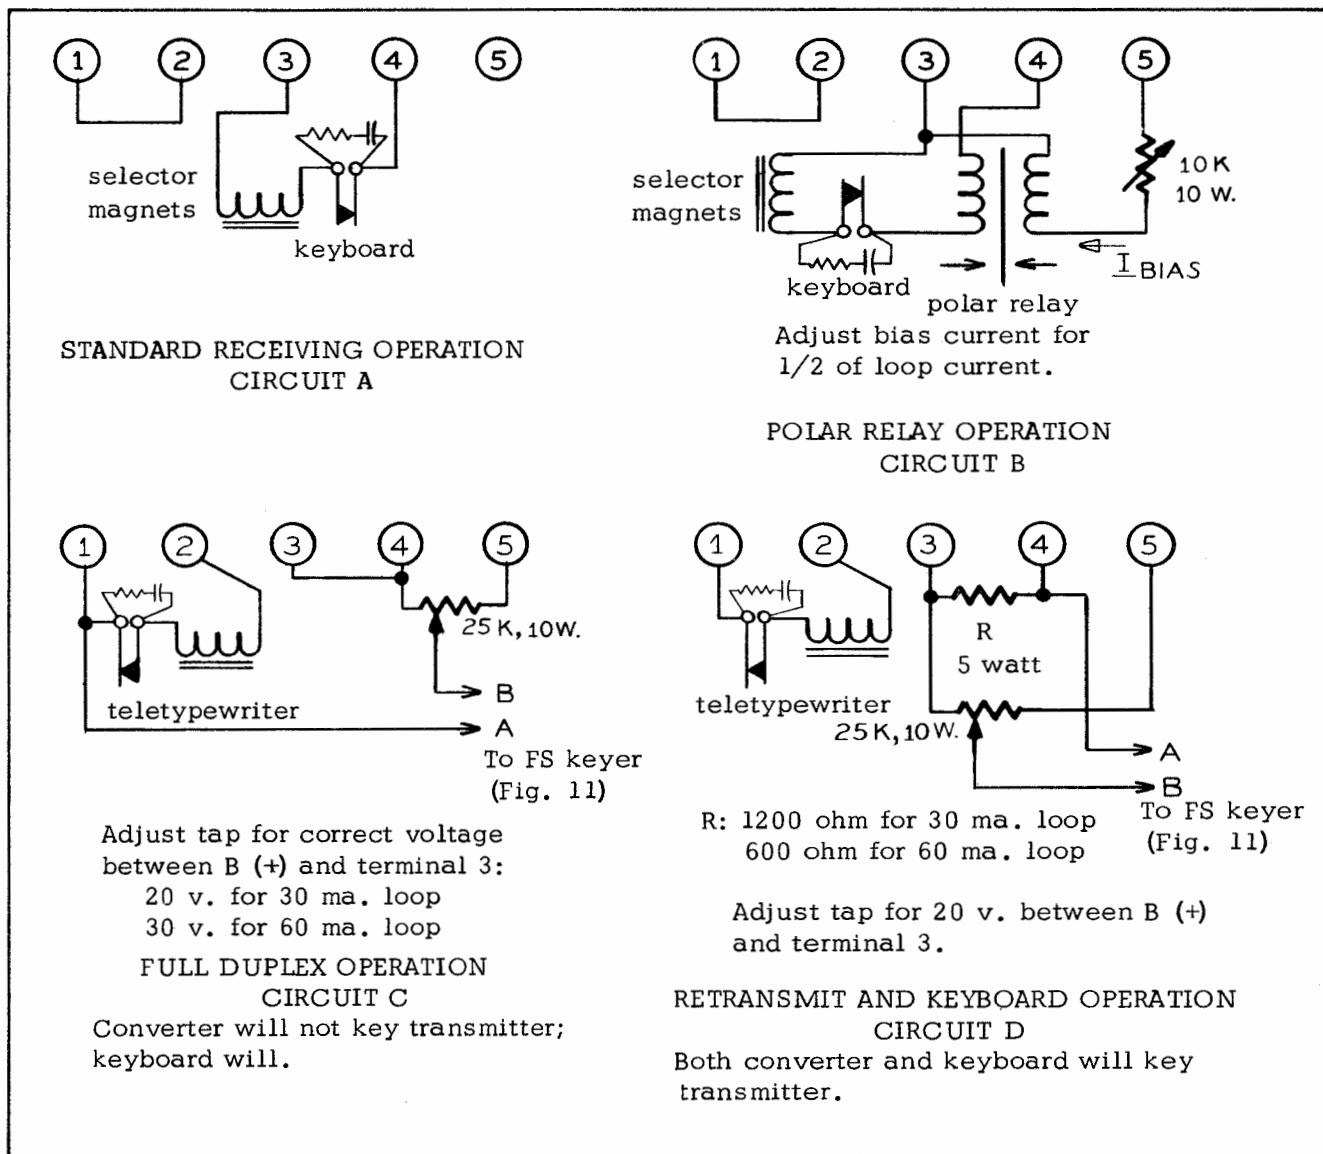 1 2 3 4 5
selector
magnets
keyboard
STANDARD RECEIVING OPERATION
CIRCUIT A
1 2 3 4 5
selector
magnets
keyboard
10K
10 W.
I BIAS
polar relay
Adjust bias current for
1/2 of loop current.
POLAR RELAY OPERATION
CIRCUIT B
1 2 3 4 5
25K, 10W.
teletypewriter
B
A
To FS keyer
(Fig. 11)
Adjust tap for correct voltage
between B (+) and terminal 3:
20 v. for 30 ma. loop
30 v. for 60 ma. loop
FULL DUPLEX OPERATION
CIRCUIT C
Converter will not key transmitter;
keyboard will.
1 2 3 4 5
R
5 watt
teletypewriter
25K, 10W.
A
B
To FS keyer
(Fig. 11)
R: 1200 ohm for 30 ma. loop
600 ohm for 60 ma. loop
Adjust tap for 20 v. between B (+)
and terminal 3.
RETRANSMIT AND KEYBOARD OPERATION
CIRCUIT D
Both converter and keyboard will key
transmitter.